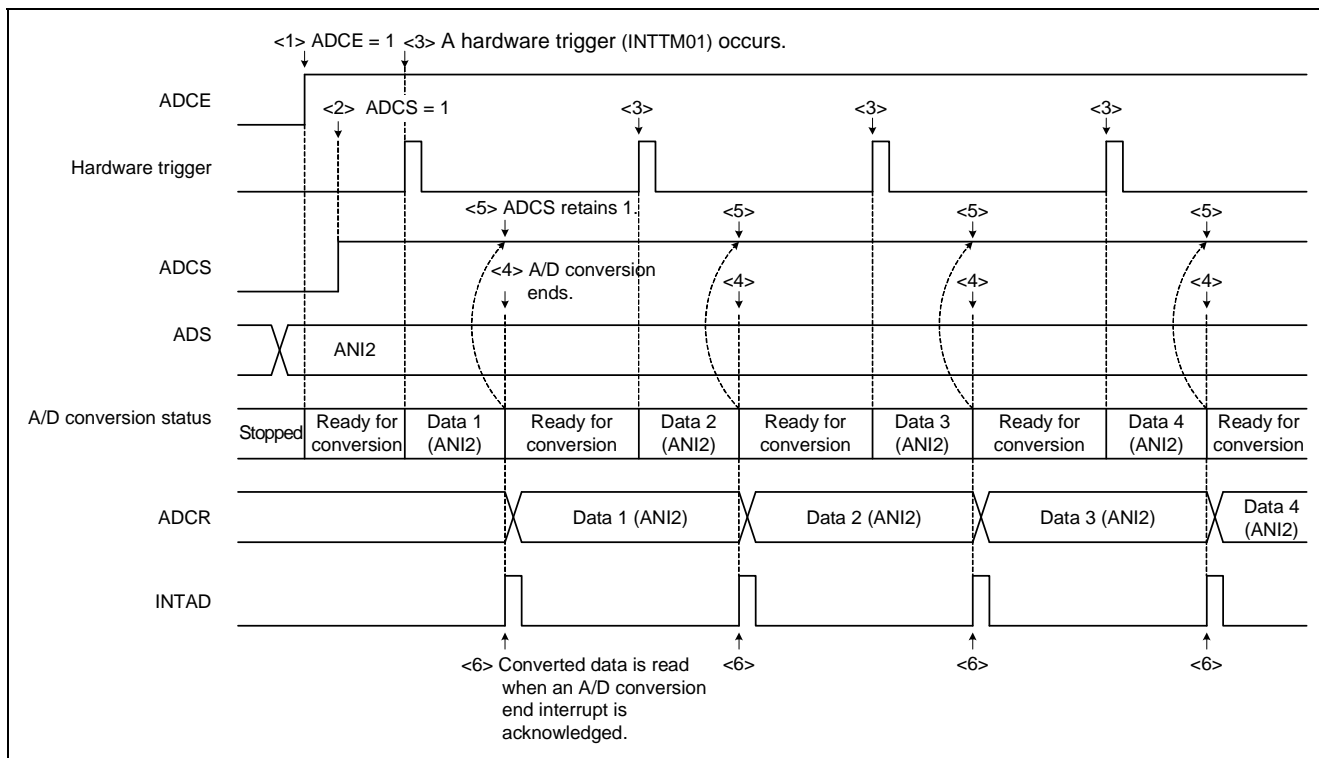 <1> ADCE = 1
<3> A hardware trigger (INTTM01) occurs.
ADCE
<2> ADCS = 1
<3>
<3>
<3>
Hardware trigger
<5> ADCS retains 1.
<5>
<5>
<5>
ADCS
<4> A/D conversion
ends.
<4>
<4>
<4>
ADS
ANI2
A/D conversion status
Stopped
Ready for
conversion
Data 1
(ANI2)
Ready for
conversion
Data 2
(ANI2)
Ready for
conversion
Data 3
(ANI2)
Ready for
conversion
Data 4
(ANI2)
Ready for
conversion
ADCR
Data 1 (ANI2)
Data 2 (ANI2)
Data 3 (ANI2)
Data 4
(ANI2)
INTAD
<6> Converted data is read
when an A/D conversion
end interrupt is
acknowledged.
<6>
<6>
<6>